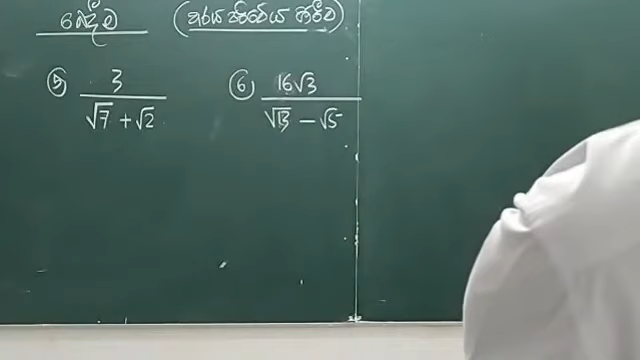 බෙදීම (හරය පරිමේය කිරීම)
⑤ 3 / (√7 + √2)
⑥ 16√3 / (√13 − √5)